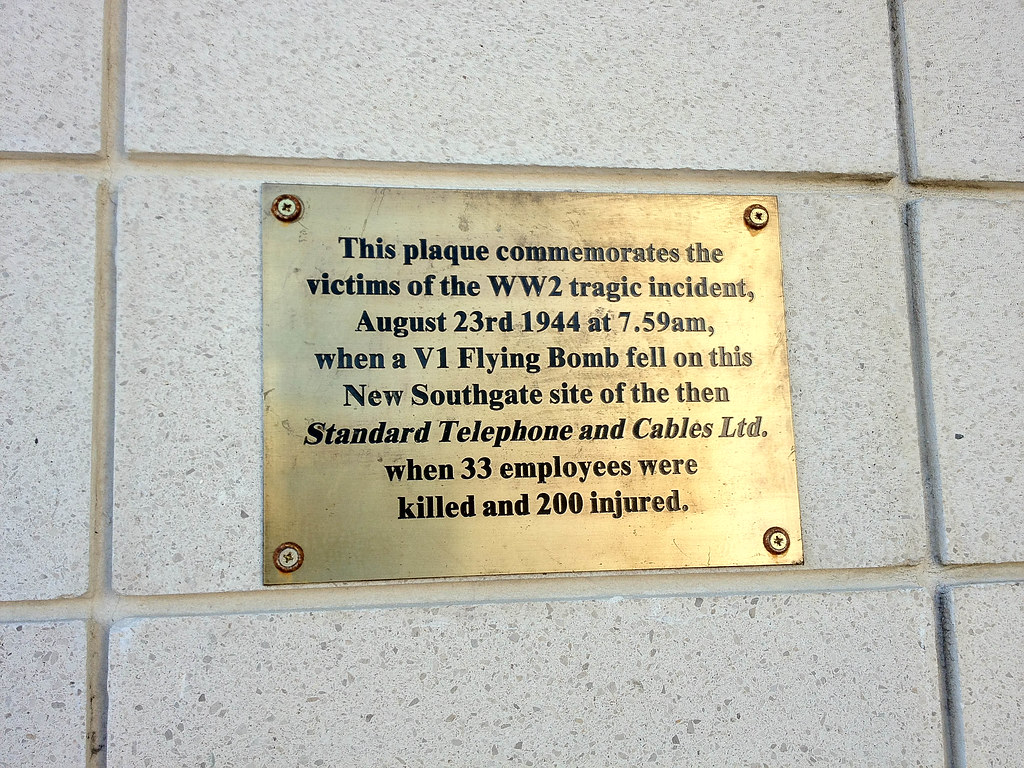 This plaque commemorates the
victims of the WW2 tragic incident,
August 23rd 1944 at 7.59am,
when a V1 Flying Bomb fell on this
New Southgate site of the then
Standard Telephone and Cables Ltd.
when 33 employees were
killed and 200 injured.